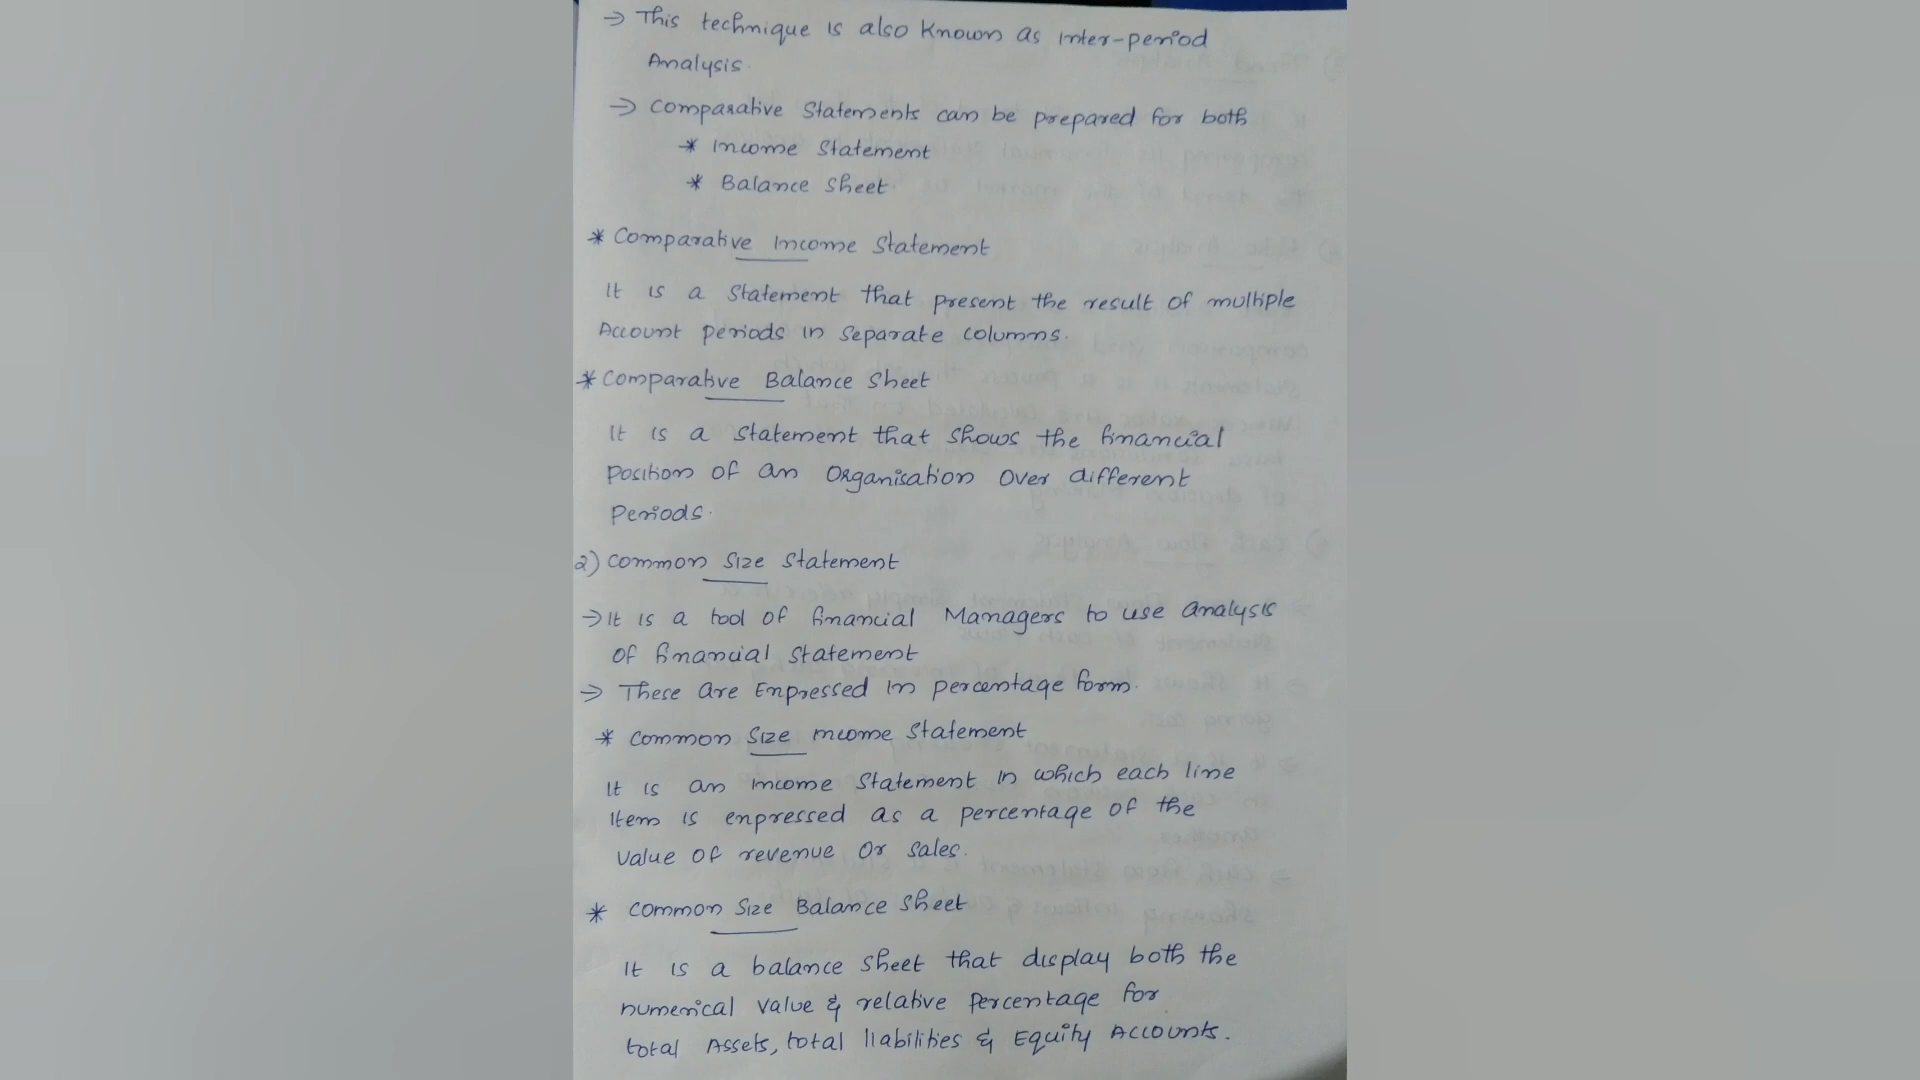 → This technique is also Known as Inter-period
Analysis.
→ Comparative Statements can be prepared for both
* Income Statement
* Balance Sheet
* Comparative Income Statement
It is a Statement that present the result of multiple
Account periods in Separate columns.
* Comparative Balance Sheet
It is a Statement that shows the financial
position of an Organisation Over different
Periods.
2) Common Size Statement
→ It is a tool of financial Managers to use analysis
of financial statement
→ These are Enpressed in percentage form.
* Common Size Income Statement
It is an income Statement in which each line
Item is enpressed as a percentage of the
value of revenue Or sales.
* Common Size Balance Sheet
It is a balance sheet that display both the
numerical value & relative percentage for
total Assets, total liabilities & Equity Accounts.